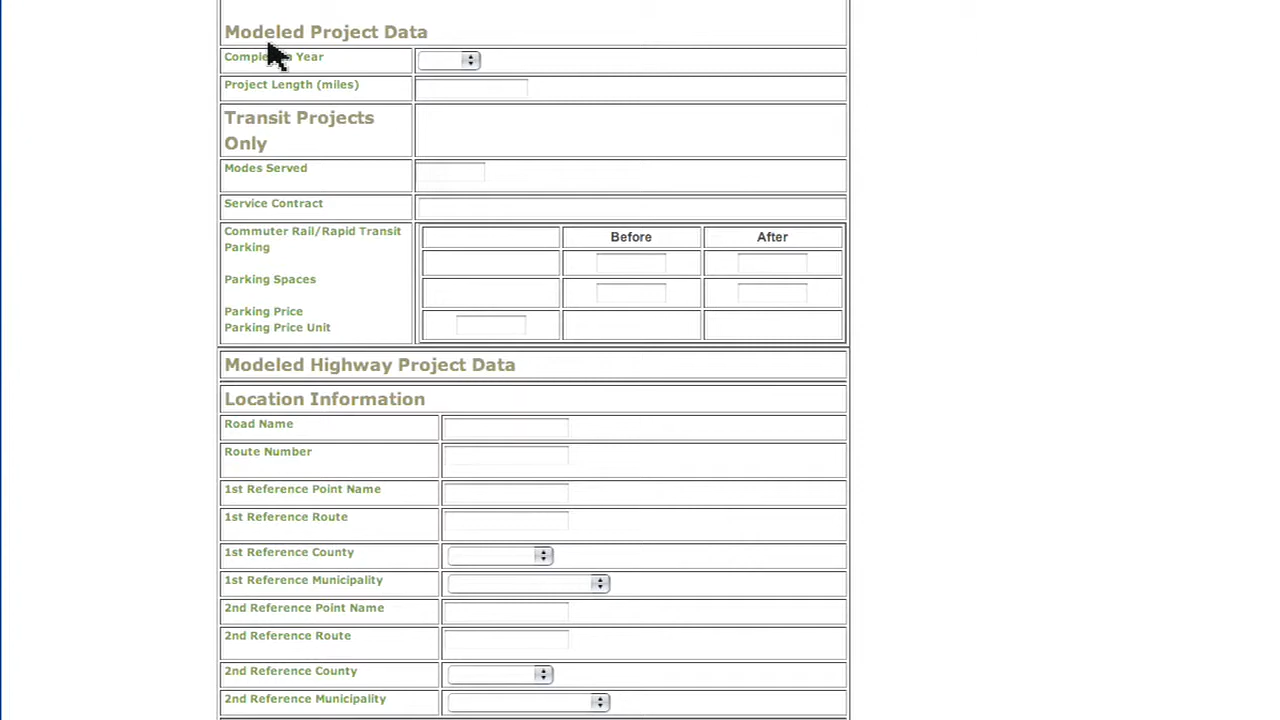 Modeled Project Data
Completion Year
Project Length (miles)
Transit Projects
Only
Modes Served
Service Contract
Commuter Rail/Rapid Transit
Parking
Before
After
Parking Spaces
Parking Price
Parking Price Unit
Modeled Highway Project Data
Location Information
Road Name
Route Number
1st Reference Point Name
1st Reference Route
1st Reference County
1st Reference Municipality
2nd Reference Point Name
2nd Reference Route
2nd Reference County
2nd Reference Municipality